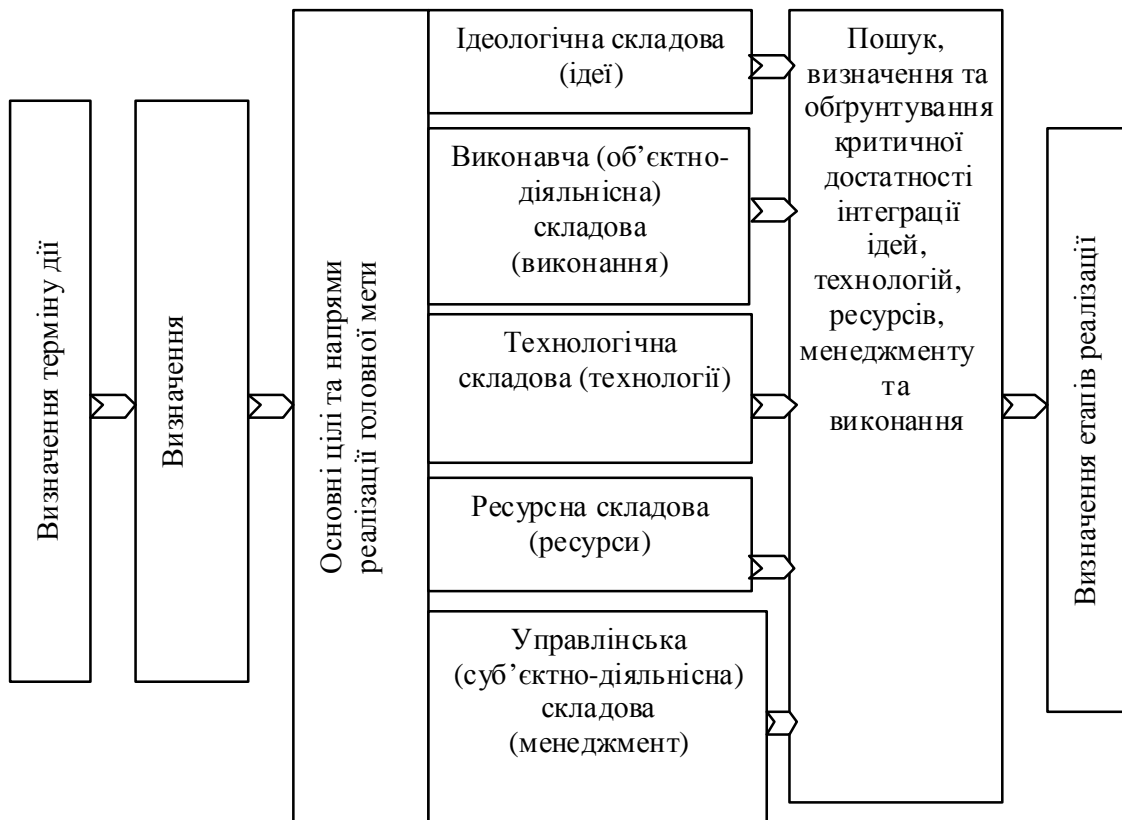 Визначення терміну дії
Визначення
Основні цілі та напрями
реалізації головної мети
Ідеологічна складова
(ідеї)
Виконавча (об’єктно-
діяльнісна)
складова
(виконання)
Технологічна
складова (технології)
Ресурсна складова
(ресурси)
Управлінська
(суб’єктно-діяльнісна)
складова
(менеджмент)
Пошук,
визначення та
обґрунтування
критичної
достатності
інтеграції
ідей,
технологій,
ресурсів,
менеджменту
та
виконання
Визначення етапів реалізації